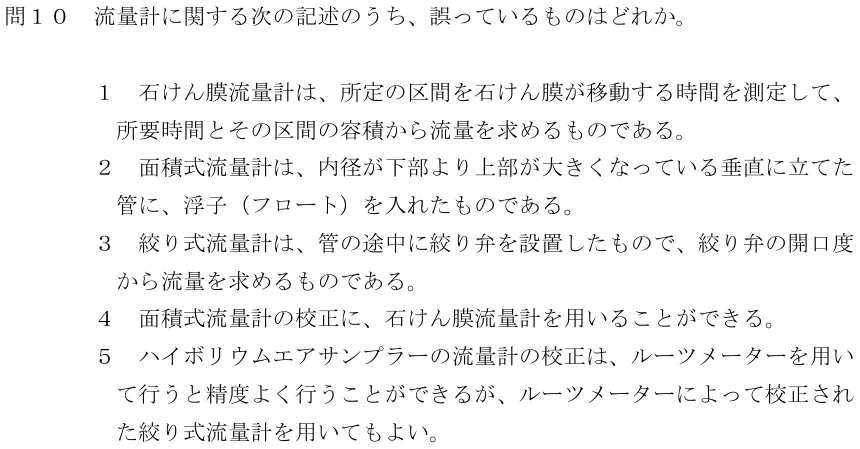 問１０　流量計に関する次の記述のうち、誤っているものはどれか。
１　石けん膜流量計は、所定の区間を石けん膜が移動する時間を測定して、
所要時間とその区間の容積から流量を求めるものである。
２　面積式流量計は、内径が下部より上部が大きくなっている垂直に立てた
管に、浮子（フロート）を入れたものである。
３　絞り式流量計は、管の途中に絞り弁を設置したもので、絞り弁の開口度
から流量を求めるものである。
４　面積式流量計の校正に、石けん膜流量計を用いることができる。
５　ハイボリウムエアサンプラーの流量計の校正は、ルーツメーターを用い
て行うと精度よく行うことができるが、ルーツメーターによって校正され
た絞り式流量計を用いてもよい。